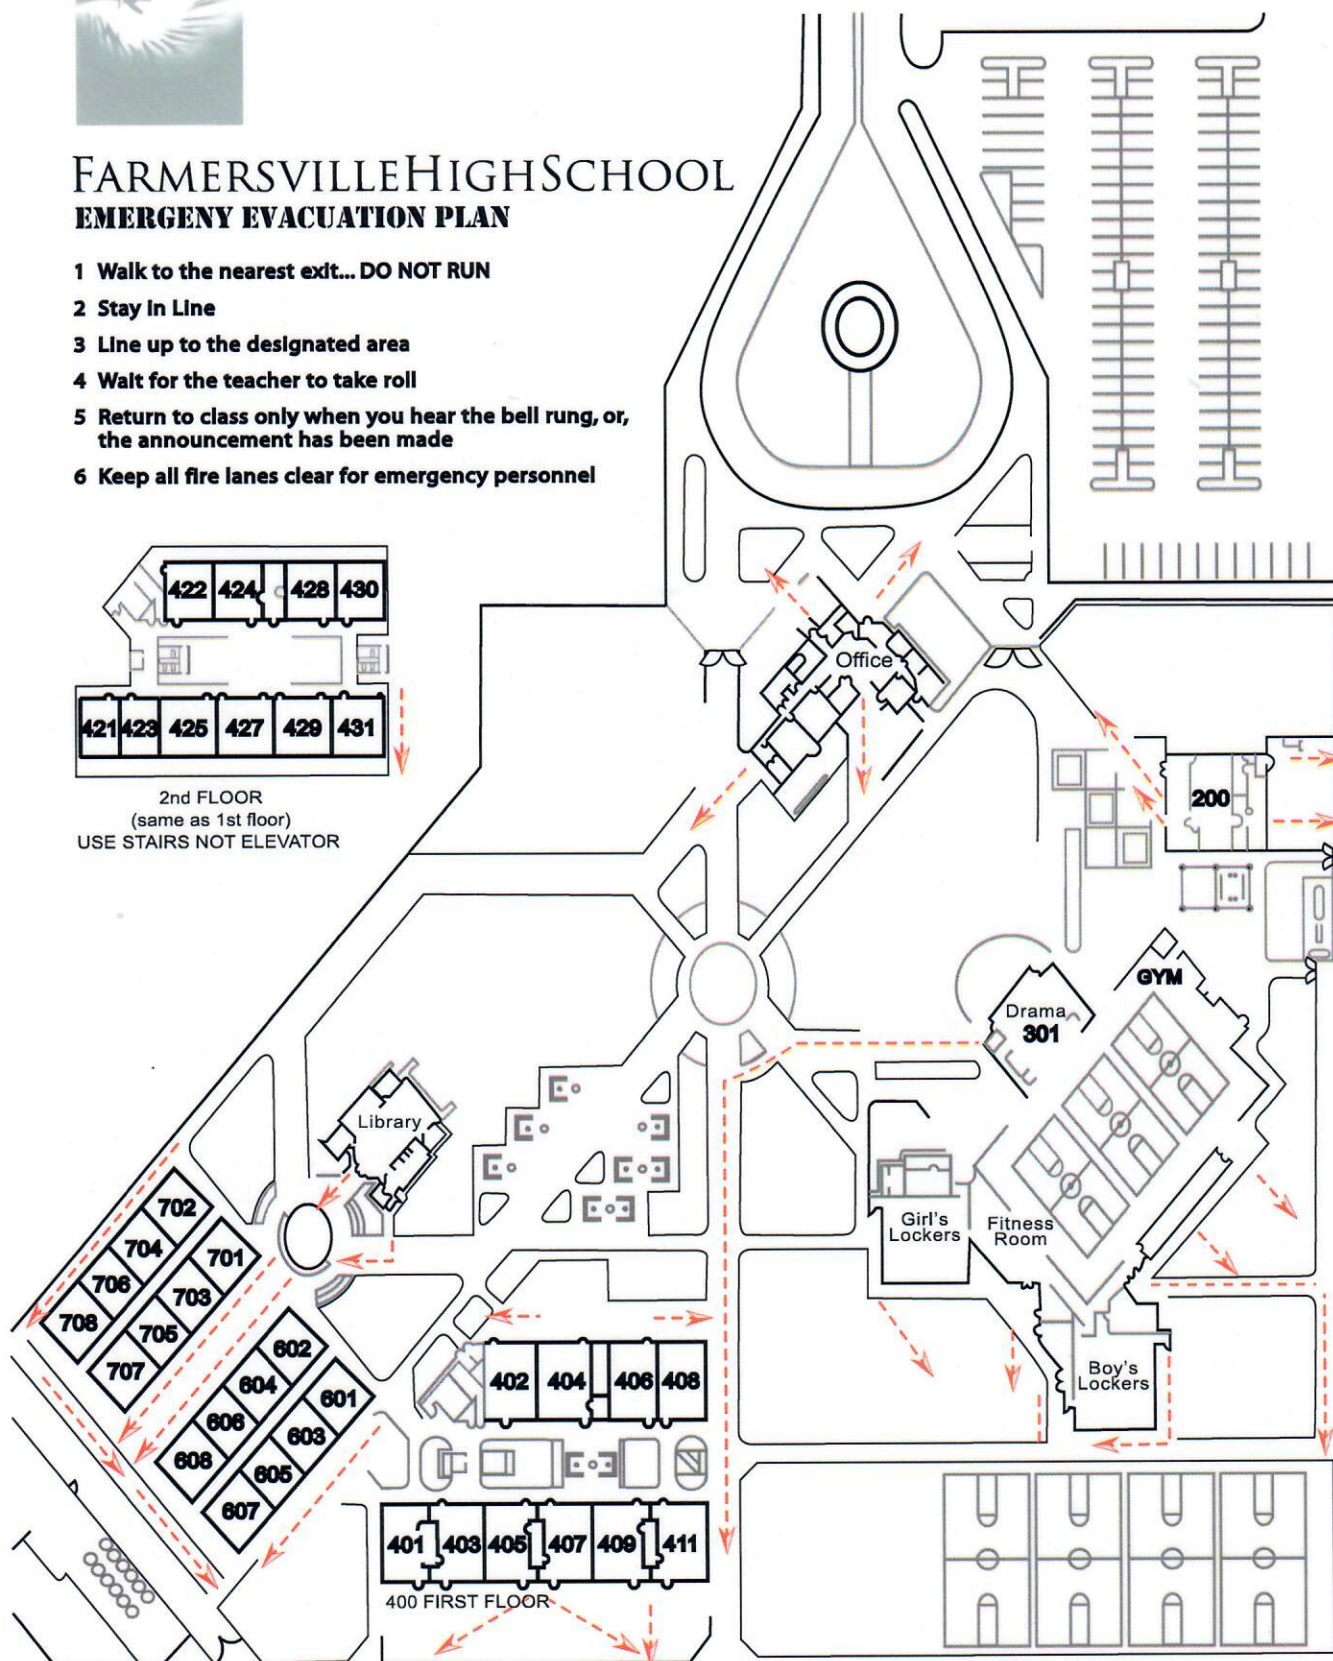 FARMERSVILLEHIGHSCHOOL
EMERGENY EVACUATION PLAN
1 Walk to the nearest exit... DO NOT RUN
2 Stay in Line
3 Line up to the designated area
4 Wait for the teacher to take roll
5 Return to class only when you hear the bell rung, or,
the announcement has been made
6 Keep all fire lanes clear for emergency personnel
422 424 428 430
421 423 425 427 429 431
2nd FLOOR
(same as 1st floor)
USE STAIRS NOT ELEVATOR
Office
200
GYM
Drama
301
Library
Girl's
Lockers
Fitness
Room
Boy's
Lockers
702
704
706
708
701
703
705
707
602
604
606
608
601
603
605
607
402 404 406 408
401 403 405 407 409 411
400 FIRST FLOOR